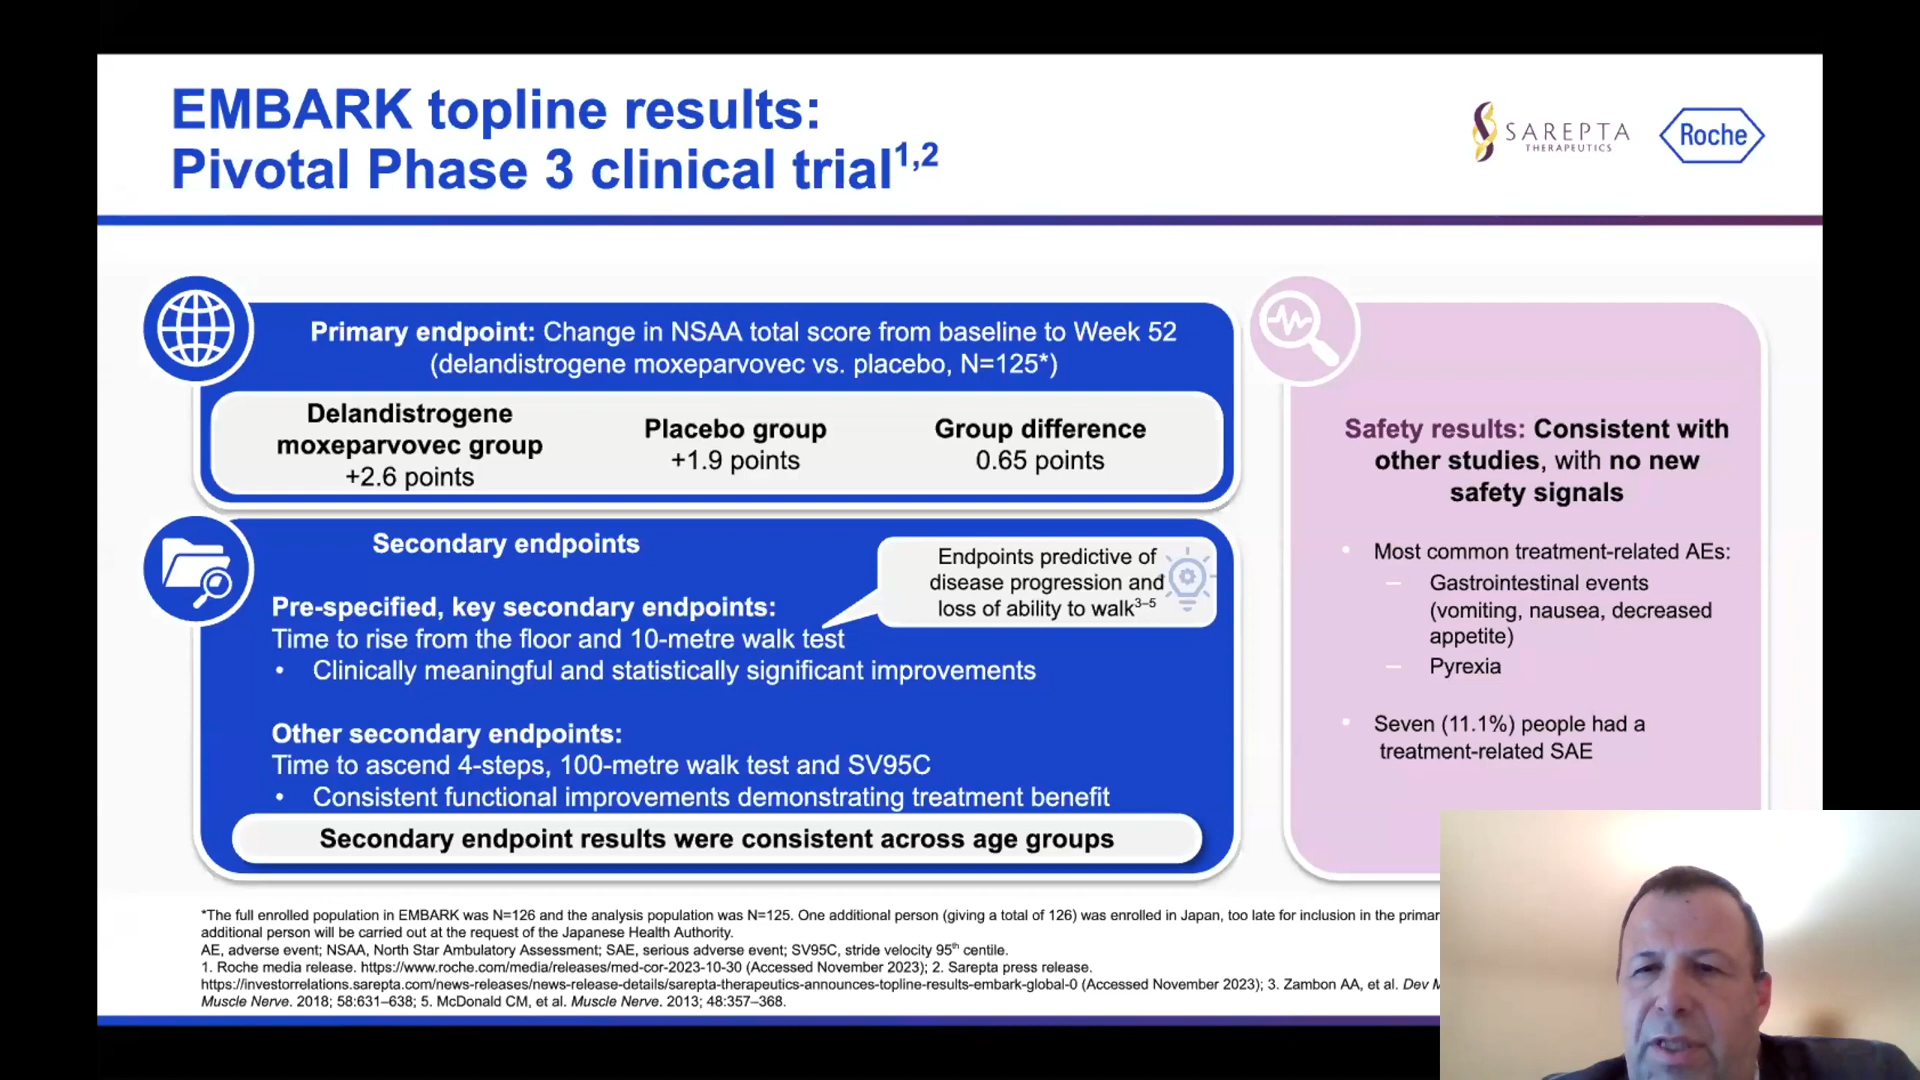 EMBARK topline results:
Pivotal Phase 3 clinical trial1,2
SAREPTA
THERAPEUTICS
Roche
Primary endpoint: Change in NSAA total score from baseline to Week 52
(delandistrogene moxeparvovec vs. placebo, N=125*)
Delandistrogene
moxeparvovec group
+2.6 points
Placebo group
+1.9 points
Group difference
0.65 points
Secondary endpoints
Endpoints predictive of
disease progression and
loss of ability to walk3–5
Pre-specified, key secondary endpoints:
Time to rise from the floor and 10-metre walk test
• Clinically meaningful and statistically significant improvements
Other secondary endpoints:
Time to ascend 4-steps, 100-metre walk test and SV95C
• Consistent functional improvements demonstrating treatment benefit
Secondary endpoint results were consistent across age groups
Safety results: Consistent with
other studies, with no new
safety signals
• Most common treatment-related AEs:
– Gastrointestinal events
(vomiting, nausea, decreased
appetite)
– Pyrexia
• Seven (11.1%) people had a
treatment-related SAE
*The full enrolled population in EMBARK was N=126 and the analysis population was N=125. One additional person (giving a total of 126) was enrolled in Japan, too late for inclusion in the primar
additional person will be carried out at the request of the Japanese Health Authority.
AE, adverse event; NSAA, North Star Ambulatory Assessment; SAE, serious adverse event; SV95C, stride velocity 95th centile.
1. Roche media release. https://www.roche.com/media/releases/med-cor-2023-10-30 (Accessed November 2023); 2. Sarepta press release.
https://investorrelations.sarepta.com/news-releases/news-release-details/sarepta-therapeutics-announces-topline-results-embark-global-0 (Accessed November 2023); 3. Zambon AA, et al. Dev M
Muscle Nerve. 2018; 58:631–638; 5. McDonald CM, et al. Muscle Nerve. 2013; 48:357–368.